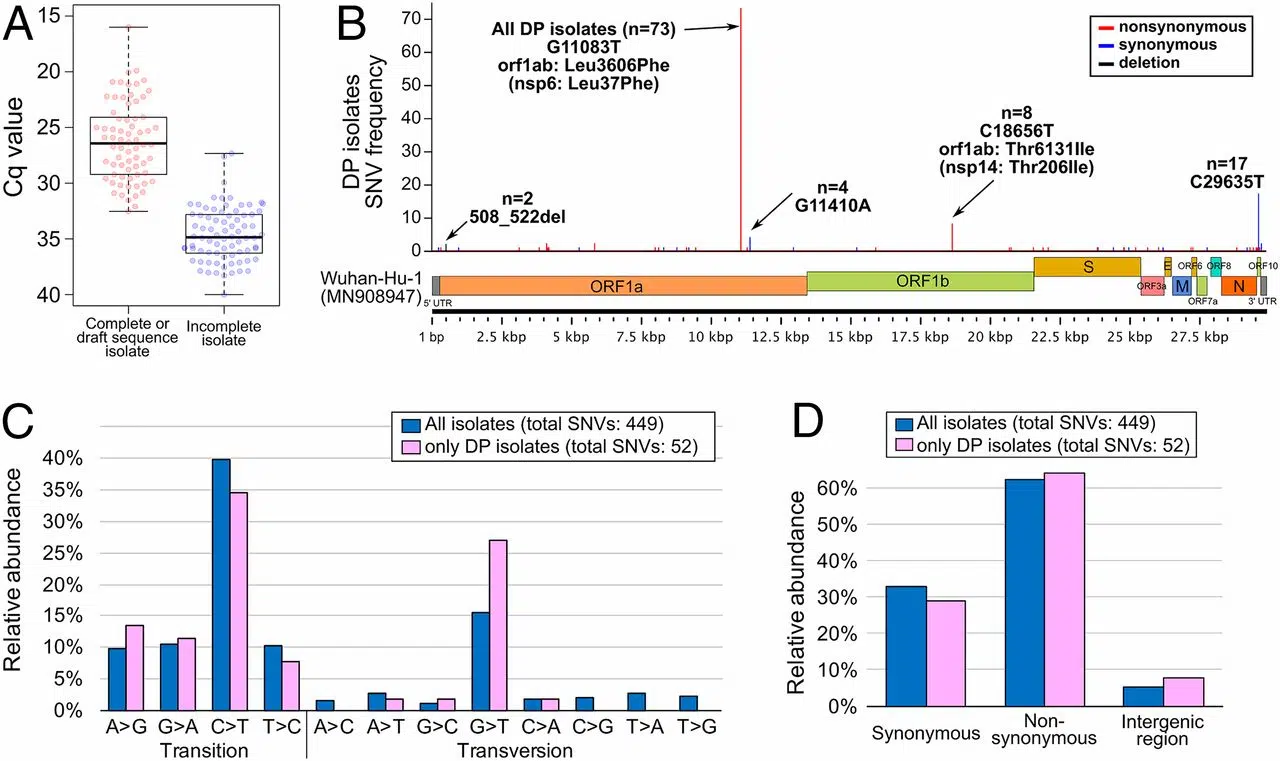 A
Cq value
15
20
25
30
35
40
Complete or
draft sequence
isolate
Incomplete
isolate
B
DP isolates
SNV frequency
70
60
50
40
30
20
10
0
All DP isolates (n=73)
G11083T
orf1ab: Leu3606Phe
(nsp6: Leu37Phe)
nonsynonymous
synonymous
deletion
n=8
C18656T
orf1ab: Thr6131Ile
(nsp14: Thr206Ile)
n=17
C29635T
n=2
508_522del
n=4
G11410A
Wuhan-Hu-1
(MN908947)
5' UTR
ORF1a
ORF1b
S
ORF3a
E
M
ORF6
ORF7a
ORF8
N
ORF10
3' UTR
1 bp
2.5 kbp
5 kbp
7.5 kbp
10 kbp
12.5 kbp
15 kbp
17.5 kbp
20 kbp
22.5 kbp
25 kbp
27.5 kbp
C
All isolates (total SNVs: 449)
only DP isolates (total SNVs: 52)
Relative abundance
40%
35%
30%
25%
20%
15%
10%
5%
0%
A>G
G>A
C>T
T>C
A>C
A>T
G>C
G>T
C>A
C>G
T>A
T>G
Transition
Transversion
D
All isolates (total SNVs: 449)
only DP isolates (total SNVs: 52)
Relative abundance
60%
50%
40%
30%
20%
10%
0%
Synonymous
Non-
synonymous
Intergenic
region